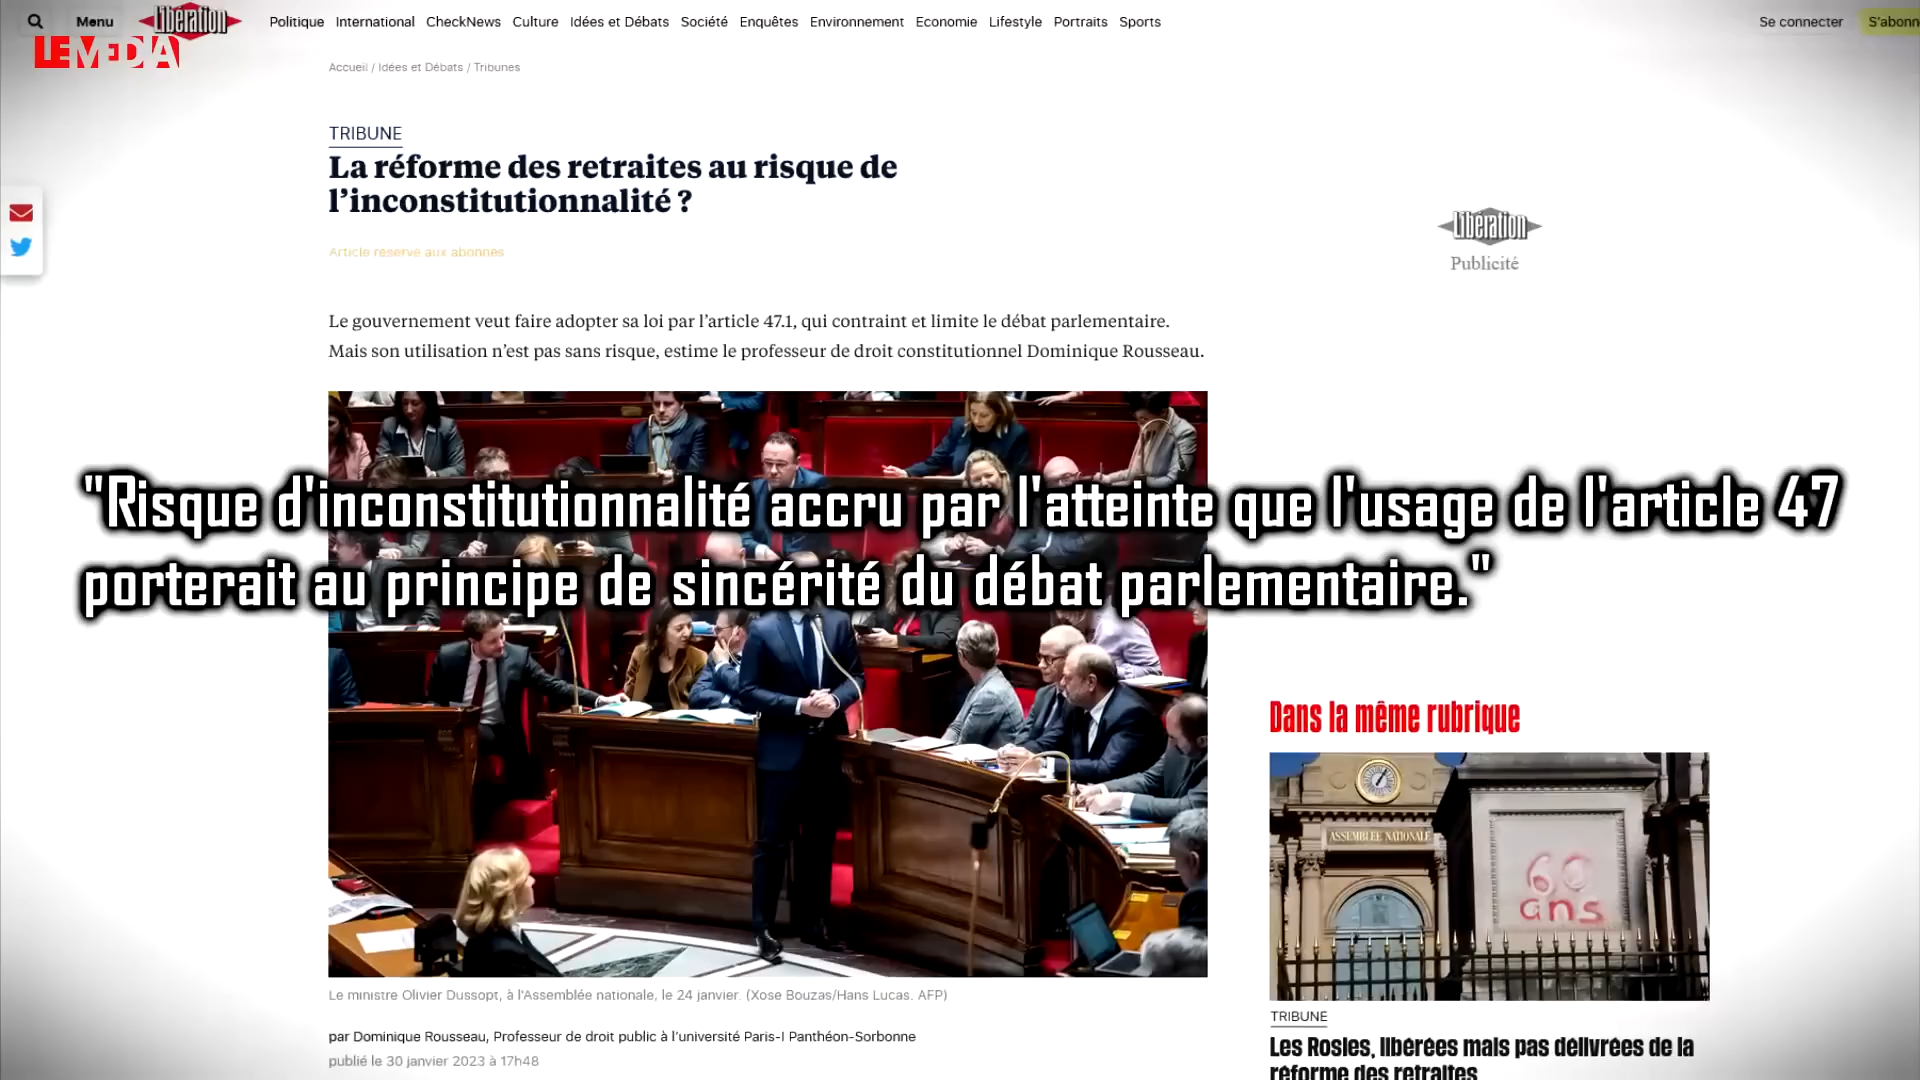 Menu
Libération
Politique International CheckNews Culture Idées et Débats Société Enquêtes Environnement Economie Lifestyle Portraits Sports
Se connecter
S'abonn
LEMEDIA
Accueil / Idées et Débats / Tribunes
TRIBUNE
La réforme des retraites au risque de
l'inconstitutionnalité ?
Article réservé aux abonnés
Libération
Publicité
Le gouvernement veut faire adopter sa loi par l'article 47.1, qui contraint et limite le débat parlementaire.
Mais son utilisation n'est pas sans risque, estime le professeur de droit constitutionnel Dominique Rousseau.
"Risque d'inconstitutionnalité accru par l'atteinte que l'usage de l'article 47
porterait au principe de sincérité du débat parlementaire."
Dans la même rubrique
ASSEMBLÉE NATIONALE
60
ans
Le ministre Olivier Dussopt, à l'Assemblée nationale, le 24 janvier. (Xose Bouzas/Hans Lucas. AFP)
par Dominique Rousseau, Professeur de droit public à l'université Paris-I Panthéon-Sorbonne
publié le 30 janvier 2023 à 17h48
TRIBUNE
Les Rosies, libérées mais pas délivrées de la
réforme des retraites